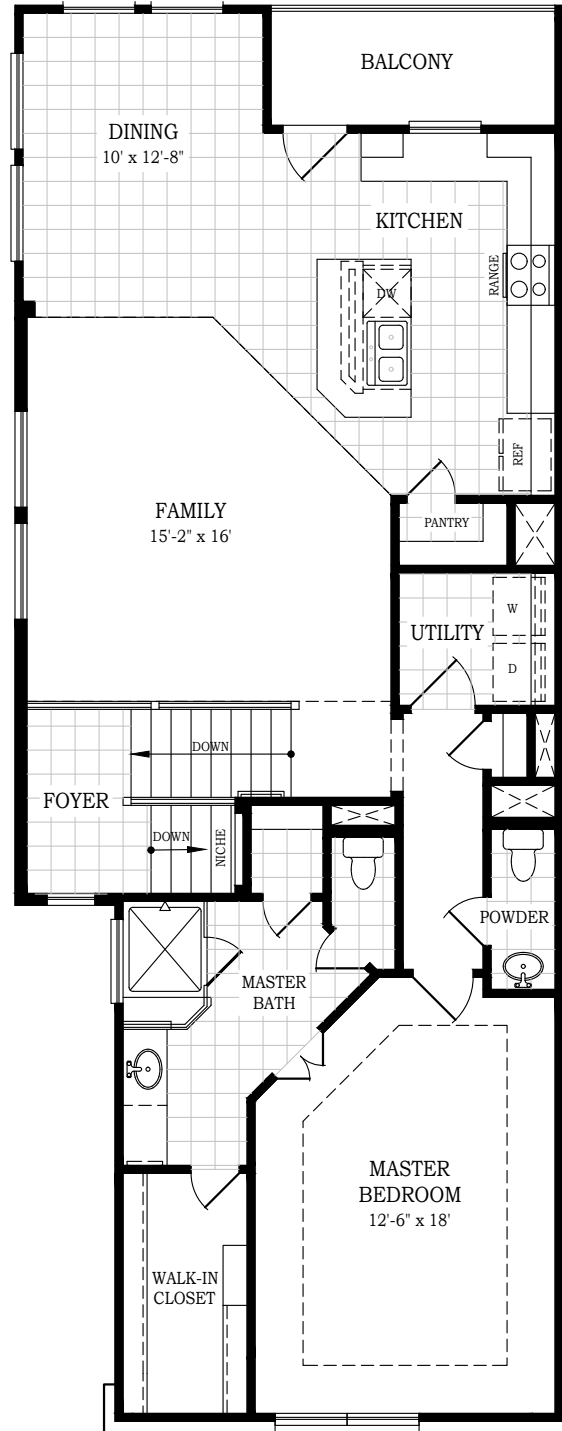 BALCONY
DINING
10' x 12'-8"
KITCHEN
RANGE
DW
REF
FAMILY
15'-2" x 16'
PANTRY
W
UTILITY
D
DOWN
FOYER
DOWN
NICHE
POWDER
MASTER
BATH
MASTER
BEDROOM
12'-6" x 18'
WALK-IN
CLOSET